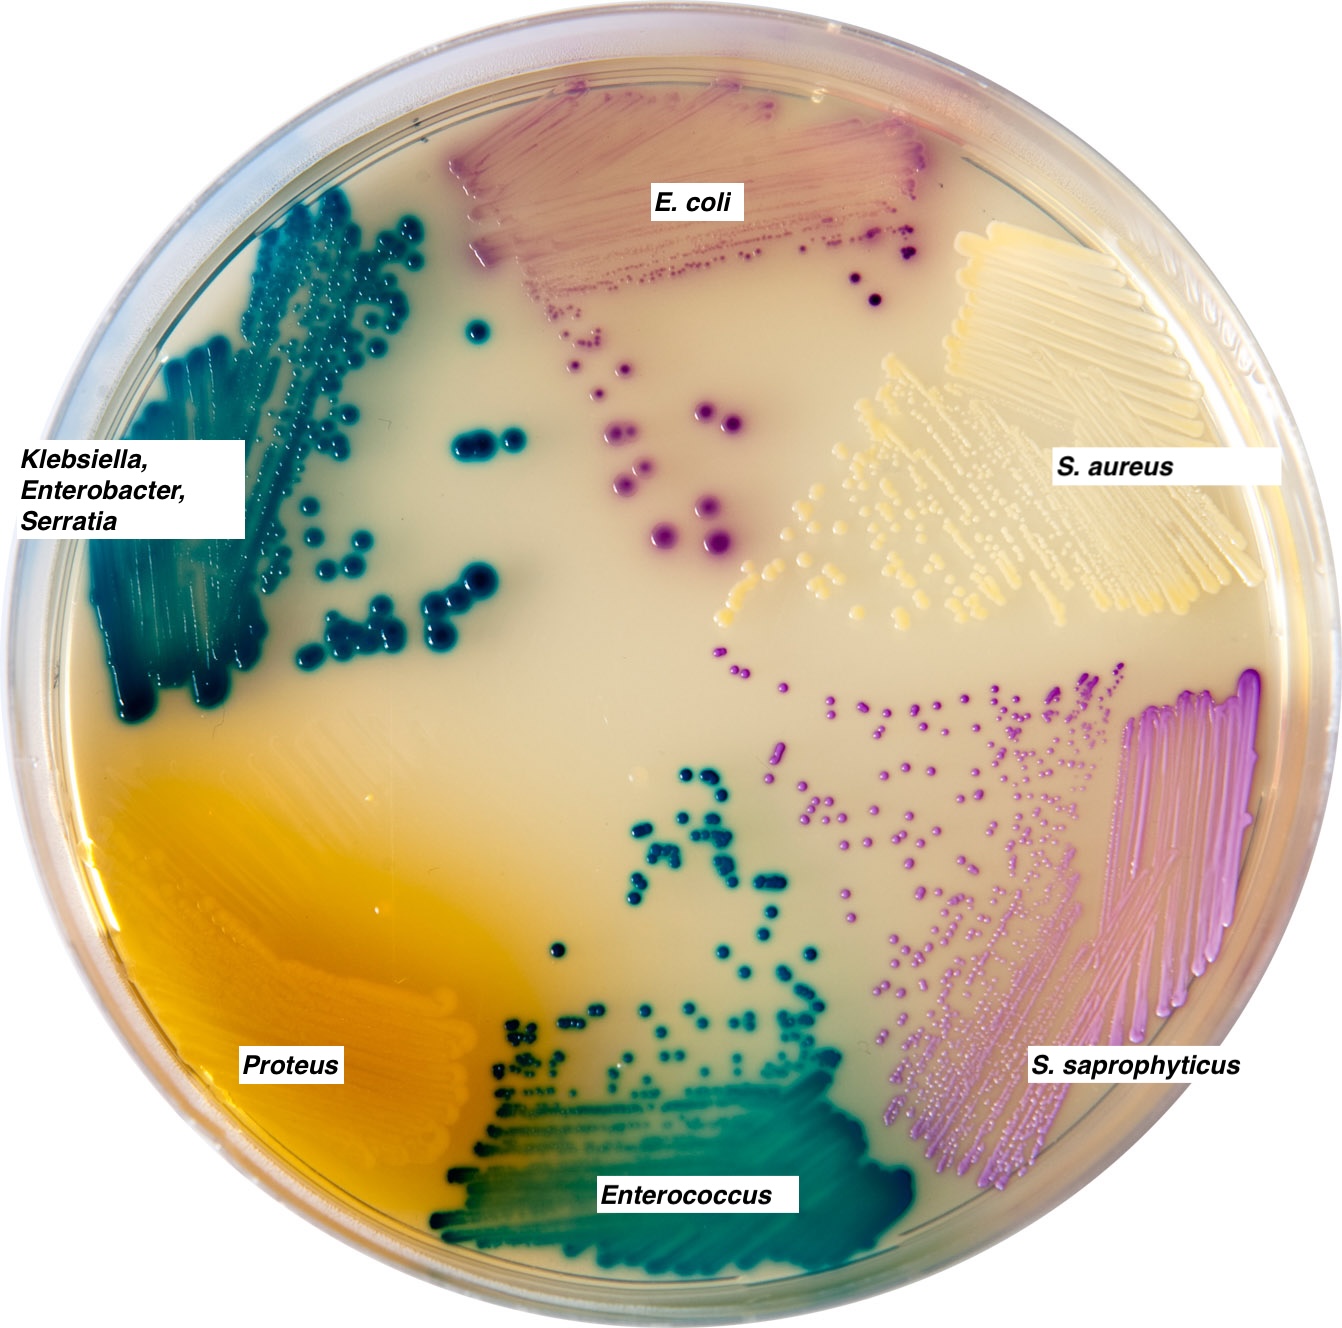 E. coli
Klebsiella,
Enterobacter,
Serratia
S. aureus
Proteus
S. saprophyticus
Enterococcus